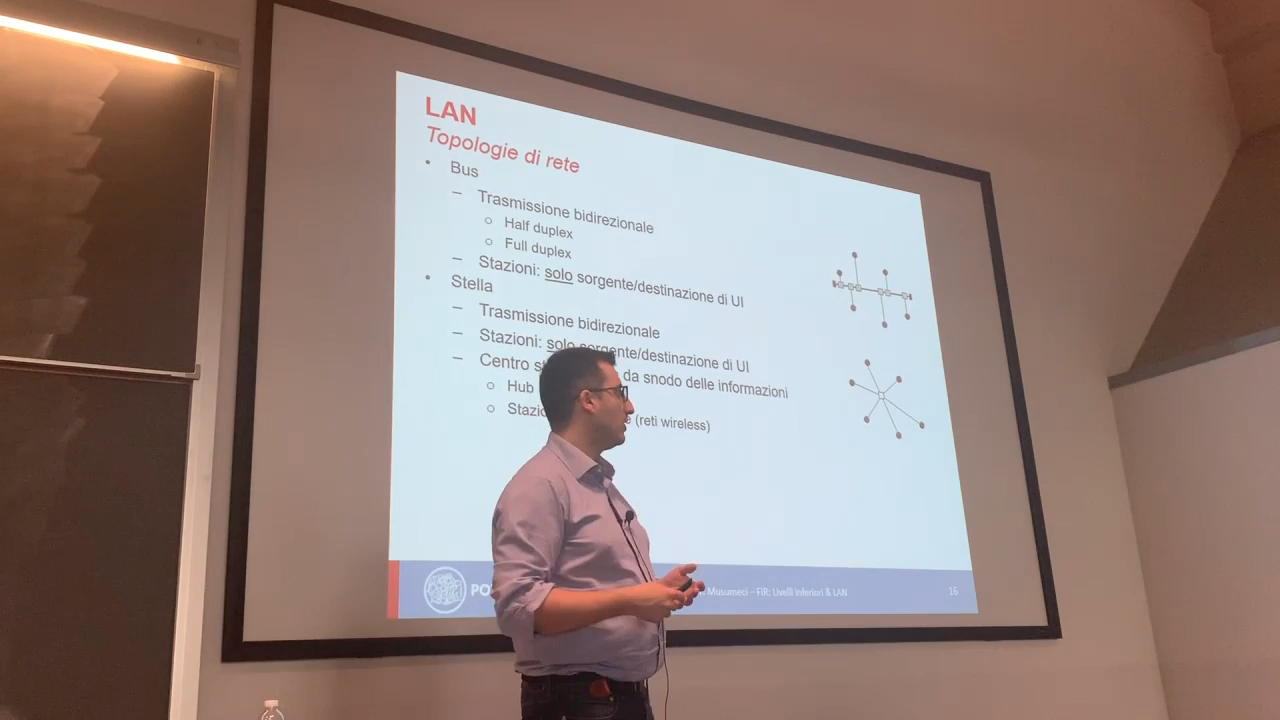 LAN
Topologie di rete
• Bus
– Trasmissione bidirezionale
○ Half duplex
○ Full duplex
– Stazioni: solo sorgente/destinazione di UI
• Stella
– Trasmissione bidirezionale
– Stazioni: solo sorgente/destinazione di UI
– Centro da snodo delle informazioni
○ Hub
○ (reti wireless)
PO
Musumeci – FIR: Livelli Inferiori & LAN
16